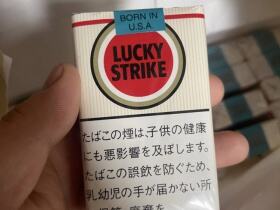 BORN IN
U.S.A
LUCKY
STRIKE
たばこの煙は、子供の健康
にも悪影響を及ぼします。
たばこの誤飲を防ぐため、
乳幼児の手が届かない所